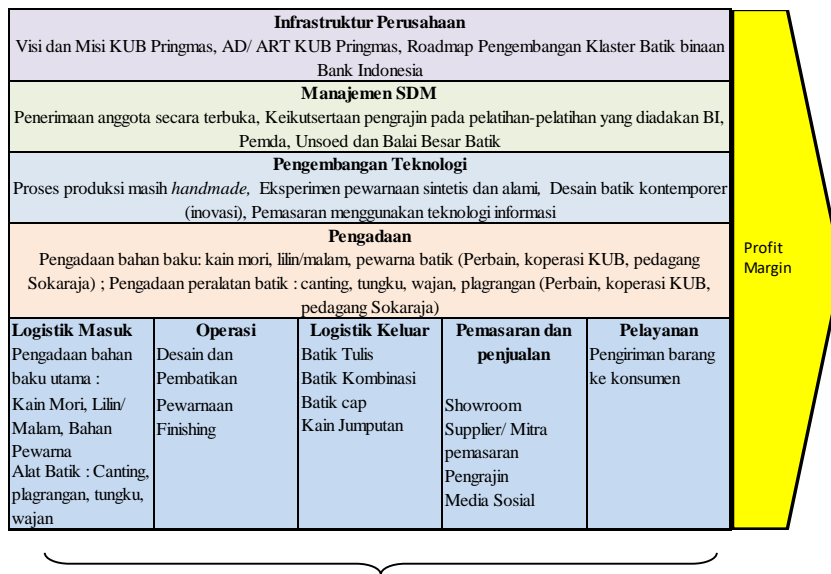 Infrastruktur Perusahaan
Visi dan Misi KUB Pringmas, AD/ ART KUB Pringmas, Roadmap Pengembangan Klaster Batik binaan
Bank Indonesia
Manajemen SDM
Penerimaan anggota secara terbuka, Keikutsertaan pengrajin pada pelatihan-pelatihan yang diadakan BI,
Pemda, Unsoed dan Balai Besar Batik
Pengembangan Teknologi
Proses produksi masih handmade, Eksperimen pewarnaan sintetis dan alami, Desain batik kontemporer
(inovasi), Pemasaran menggunakan teknologi informasi
Pengadaan
Pengadaan bahan baku: kain mori, lilin/malam, pewarna batik (Perbain, koperasi KUB, pedagang
Sokaraja) ; Pengadaan peralatan batik : canting, tungku, wajan, plagrangan (Perbain, koperasi KUB,
pedagang Sokaraja)
Logistik Masuk
Pengadaan bahan
baku utama :
Kain Mori, Lilin/
Malam, Bahan
Pewarna
Alat Batik : Canting,
plagrangan, tungku,
wajan
Operasi
Desain dan
Pembatikan
Pewarnaan
Finishing
Logistik Keluar
Batik Tulis
Batik Kombinasi
Batik cap
Kain Jumputan
Pemasaran dan
penjualan
Showroom
Supplier/ Mitra
pemasaran
Pengrajin
Media Sosial
Pelayanan
Pengiriman barang
ke konsumen
Profit
Margin